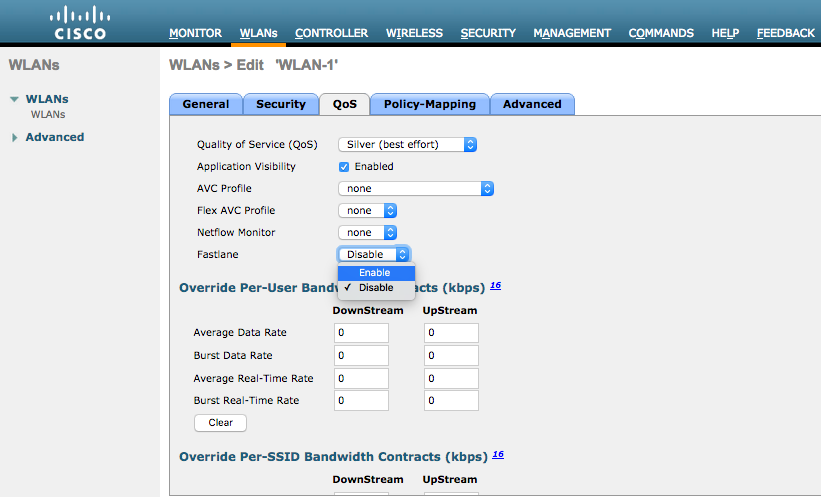 CISCO
MONITOR WLANs CONTROLLER WIRELESS SECURITY MANAGEMENT COMMANDS HELP FEEDBACK
WLANs
WLANs
WLANs
Advanced
WLANs > Edit 'WLAN-1'
General Security QoS Policy-Mapping Advanced
Quality of Service (QoS) Silver (best effort)
Application Visibility Enabled
AVC Profile none
Flex AVC Profile none
Netflow Monitor none
Fastlane Disable
Enable
✓ Disable
Override Per-User Band acts (kbps) 16
DownStream UpStream
Average Data Rate 0 0
Burst Data Rate 0 0
Average Real-Time Rate 0 0
Burst Real-Time Rate 0 0
Clear
Override Per-SSID Bandwidth Contracts (kbps) 16
DownStream UpStream